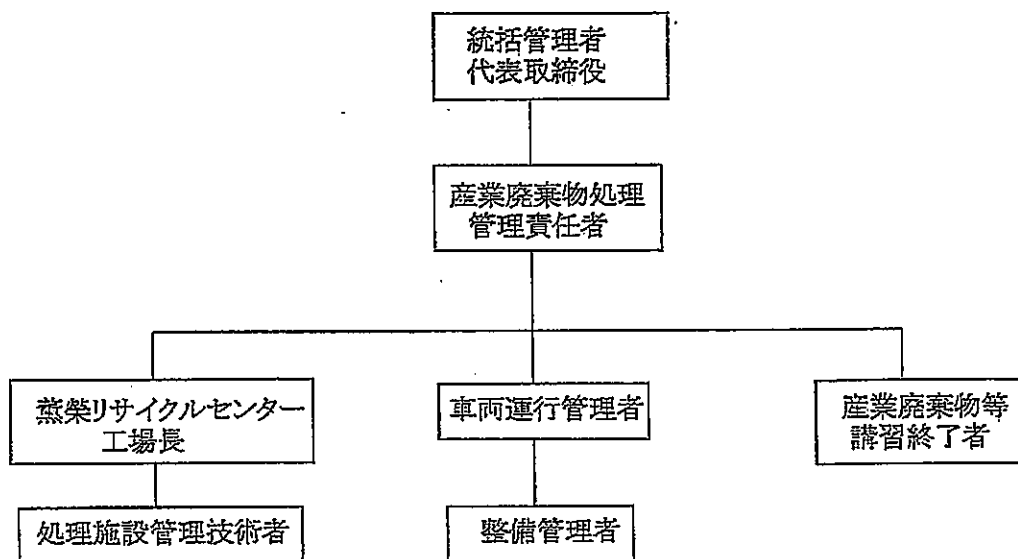 統括管理者
代表取締役
産業廃棄物処理
管理責任者
蒸榮リサイクルセンター
工場長
車両運行管理者
産業廃棄物等
講習終了者
処理施設管理技術者
整備管理者